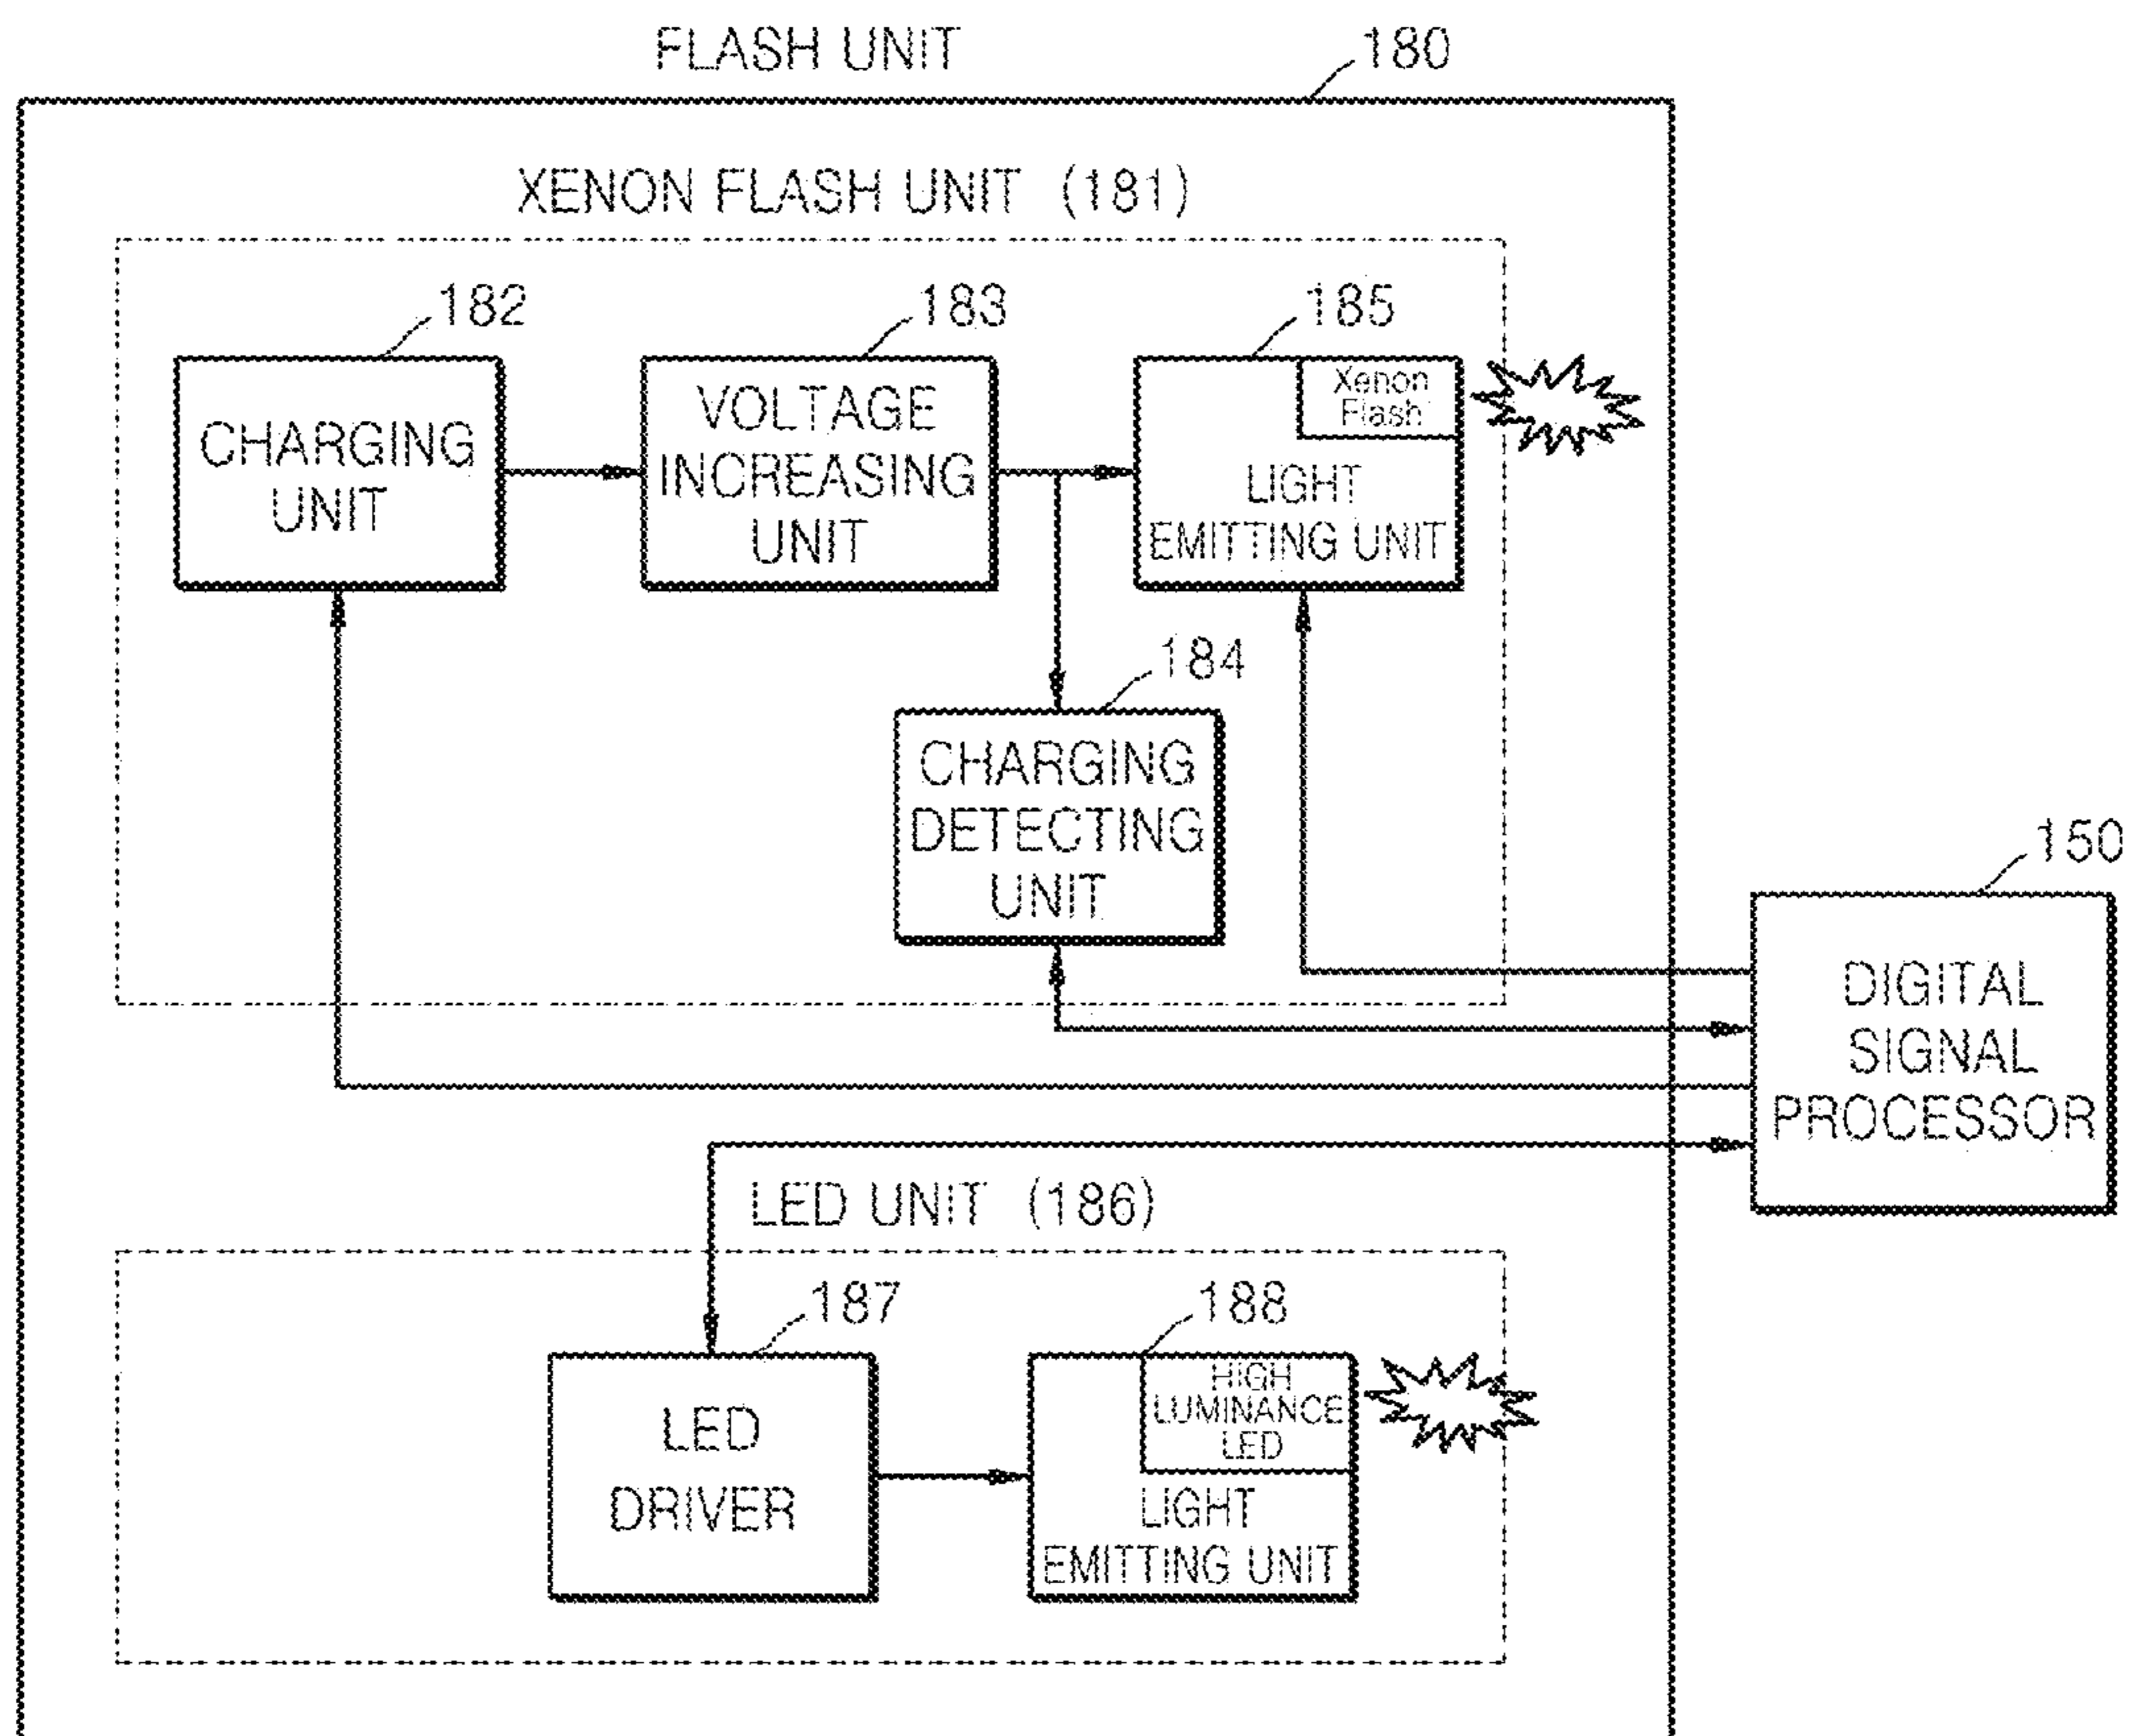 FLASH UNIT
180
XENON FLASH UNIT (181)
182
183
185
CHARGING
UNIT
VOLTAGE
INCREASING
UNIT
Xenon
Flash
LIGHT
EMITTING UNIT
184
CHARGING
DETECTING
UNIT
150
DIGITAL
SIGNAL
PROCESSOR
LED UNIT (186)
187
188
LED
DRIVER
HIGH
LUMINANCE
LED
LIGHT
EMITTING UNIT